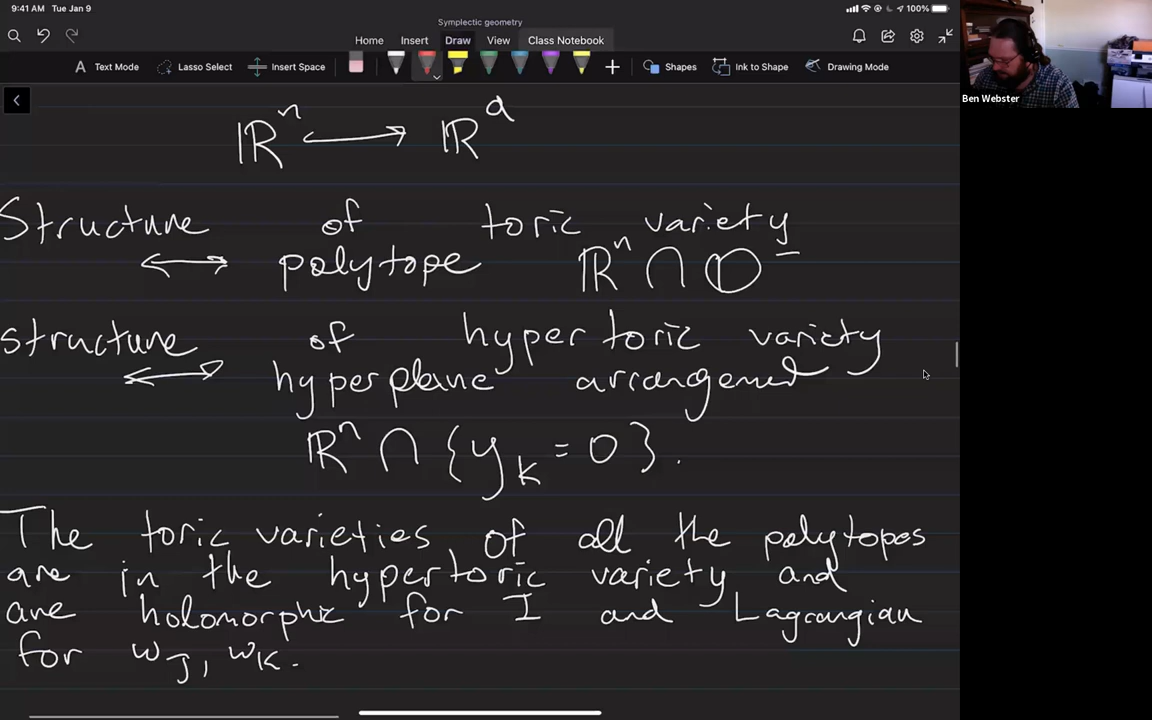 9:41 AM Tue Jan 9
100%
Symplectic geometry
Home Insert Draw View Class Notebook
Text Mode Lasso Select Insert Space Shapes Ink to Shape Drawing Mode
Ben Webster
ℝⁿ ⟷ ℝᵈ
Structure of toric variety
⟷ polytope ℝⁿ ∩ 𝕆⁻
structure of hypertoric variety
⟷ hyperplane arrangement
ℝⁿ ∩ {y_k = 0}.
The toric varieties of all the polytopes
are in the hypertoric variety and
are holomorphic for I and Lagrangian
for ω_J, ω_K.